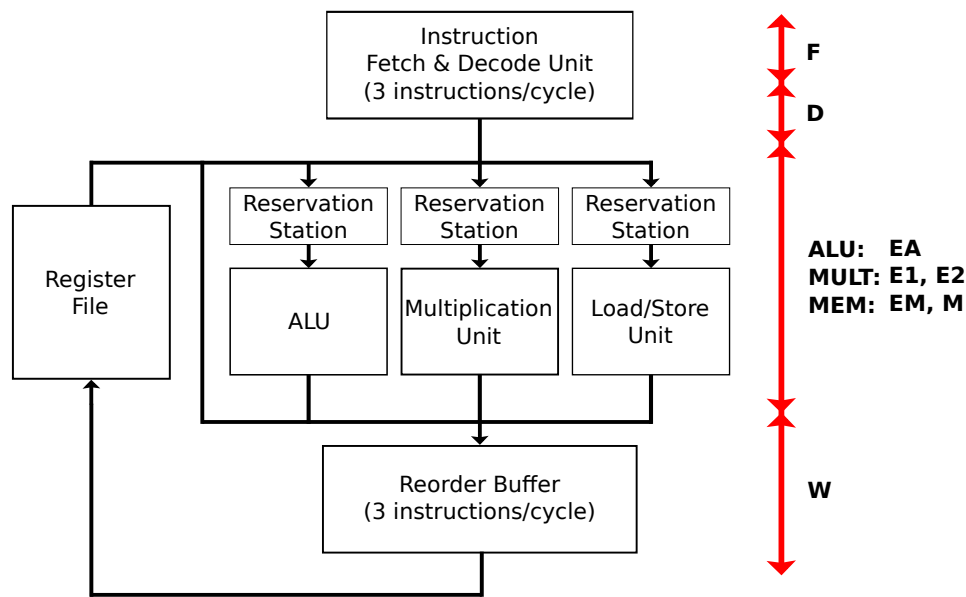 Instruction
Fetch & Decode Unit
(3 instructions/cycle)
F
D
Reservation
Station
Reservation
Station
Reservation
Station
Register
File
ALU
Multiplication
Unit
Load/Store
Unit
ALU: EA
MULT: E1, E2
MEM: EM, M
Reorder Buffer
(3 instructions/cycle)
W